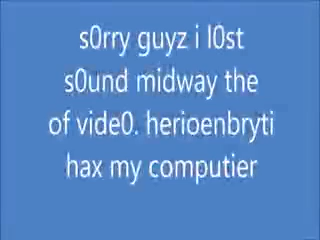 s0rry guyz i l0st
s0und midway the
of vide0. herioenbryti
hax my computier